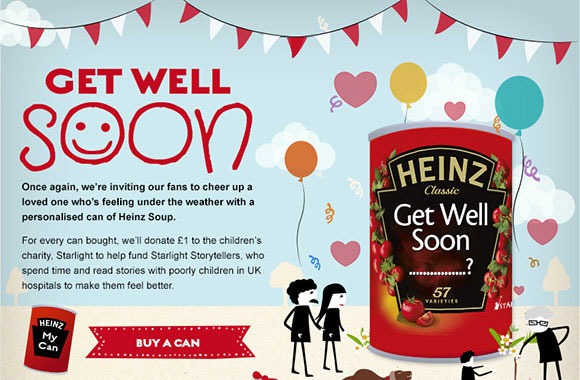 GET WELL
SOON
Once again, we're inviting our fans to cheer up a
loved one who's feeling under the weather with a
personalised can of Heinz Soup.
For every can bought, we'll donate £1 to the children's
charity, Starlight to help fund Starlight Storytellers, who
spend time and read stories with poorly children in UK
hospitals to make them feel better.
HEINZ
My
Can
BUY A CAN
HEINZ
Classic
Get Well
Soon
...............?
57
VARIETIES